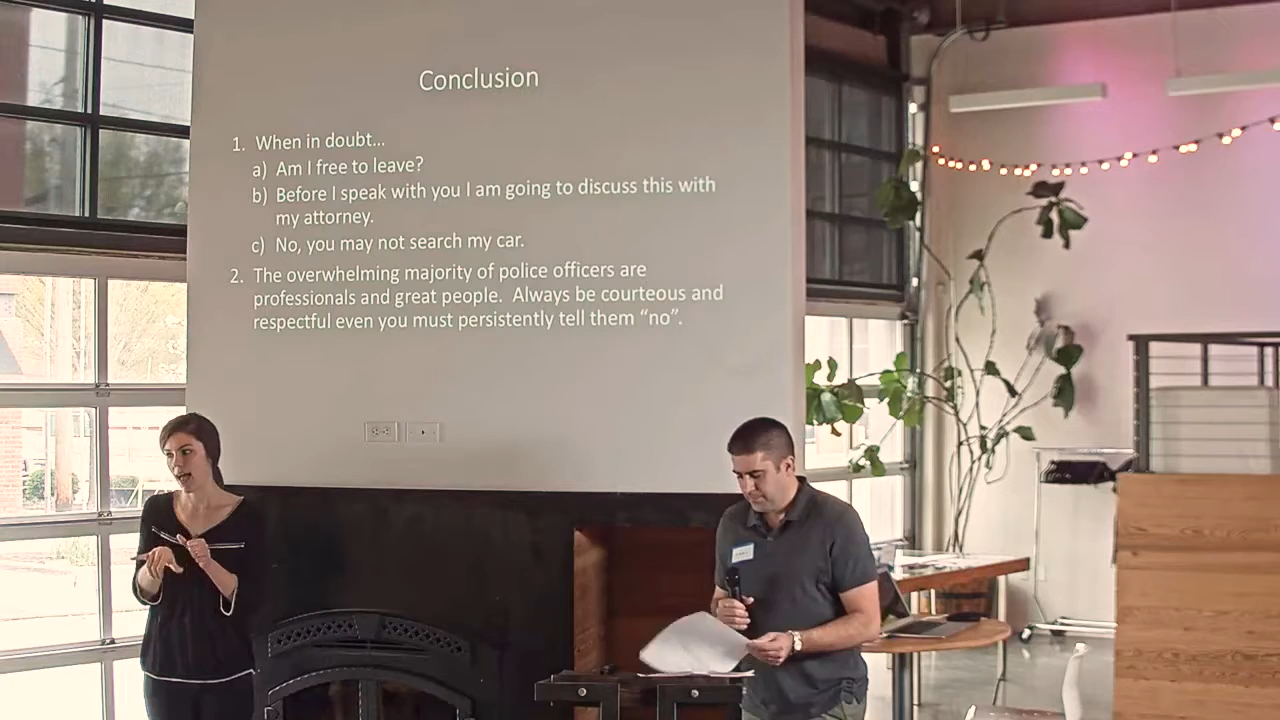 Conclusion
1. When in doubt…
a) Am I free to leave?
b) Before I speak with you I am going to discuss this with
my attorney.
c) No, you may not search my car.
2. The overwhelming majority of police officers are
professionals and great people. Always be courteous and
respectful even you must persistently tell them “no”.